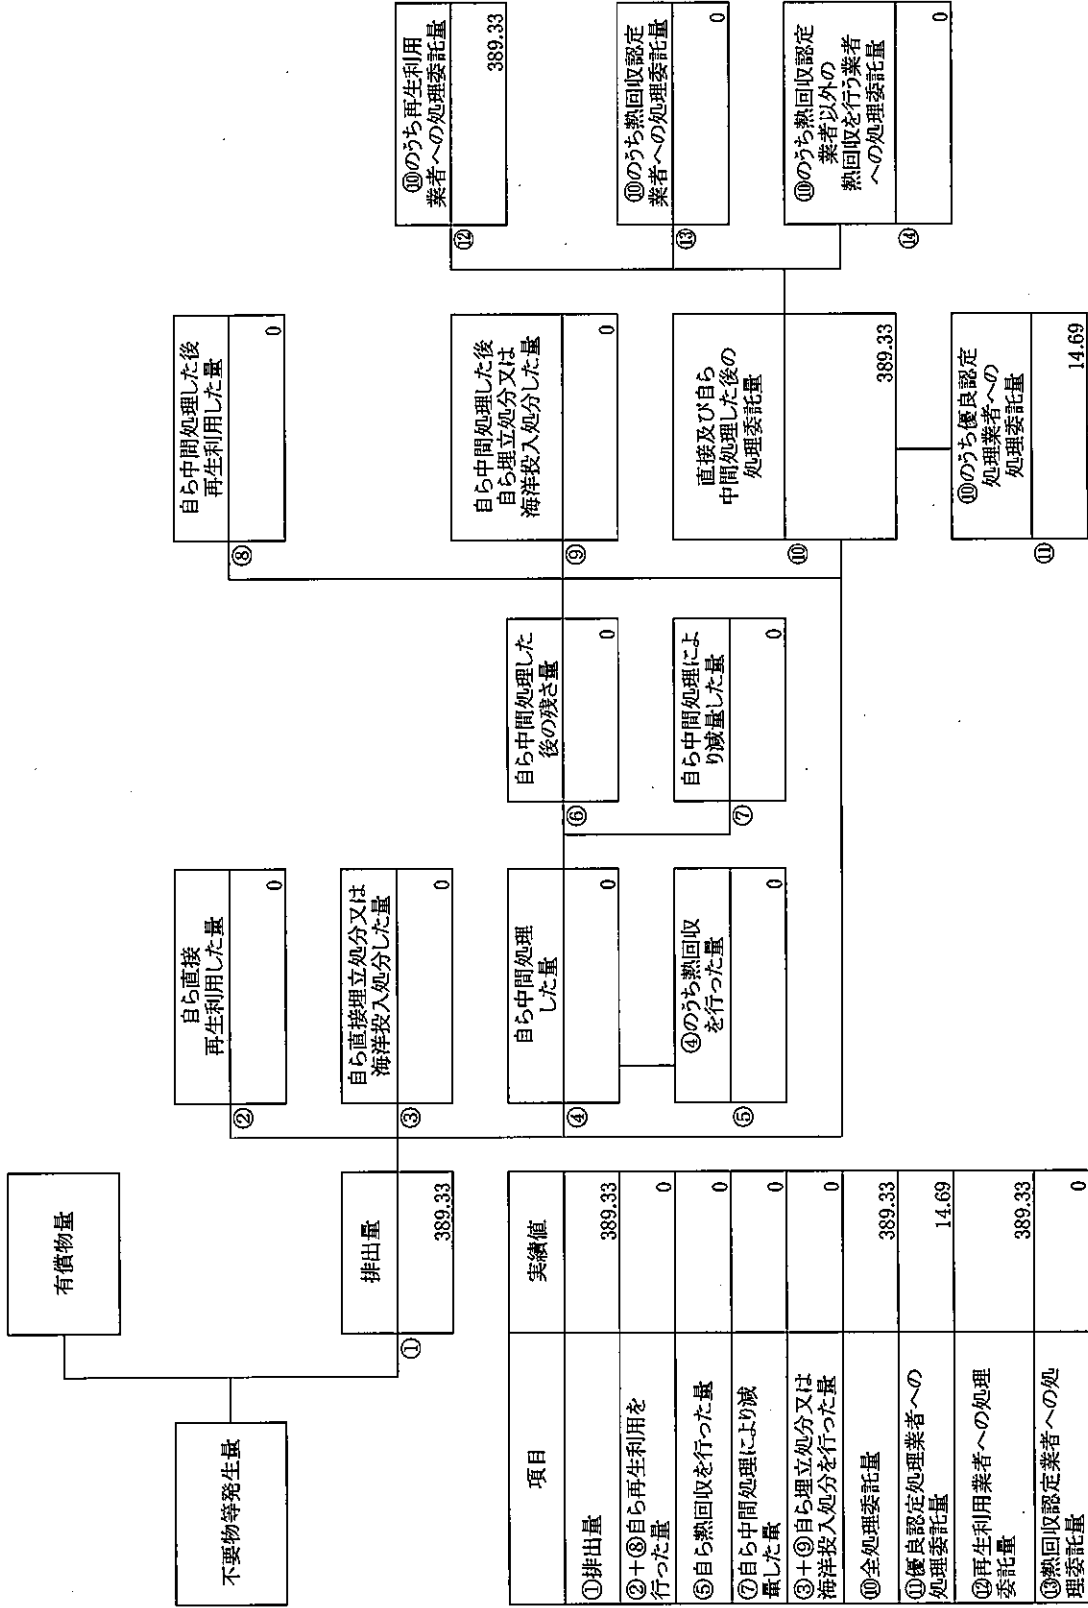 不要物等発生量
有償物量
①
排出量
389.33
②
自ら直接
再生利用した量
0
③
自ら直接埋立処分又は
海洋投入処分した量
0
④
自ら中間処理
した量
0
⑤
④のうち熱回収
を行った量
0
⑥
自ら中間処理した
後の残さ量
0
⑦
自ら中間処理によ
り減量した量
0
⑧
自ら中間処理した後
再生利用した量
0
⑨
自ら中間処理した後
自ら埋立処分又は
海洋投入処分した量
0
⑩
直接及び自ら
中間処理した後の
処理委託量
389.33
⑪
⑩のうち優良認定
処理業者への
処理委託量
14.69
⑫
⑩のうち再生利用
業者への処理委託量
389.33
⑬
⑩のうち熱回収認定
業者への処理委託量
0
⑭
⑩のうち熱回収認定
業者以外の
熱回収を行う業者
への処理委託量
0
項目 実績値
①排出量 389.33
②+⑧自ら再生利用を
行った量 0
⑤自ら熱回収を行った量 0
⑦自ら中間処理により減
量した量 0
③+⑨自ら埋立処分又は
海洋投入処分を行った量 0
⑩全処理委託量 389.33
⑪優良認定処理業者への
処理委託量 14.69
⑫再生利用業者への処理
委託量 389.33
⑬熱回収認定業者への処
理委託量 0